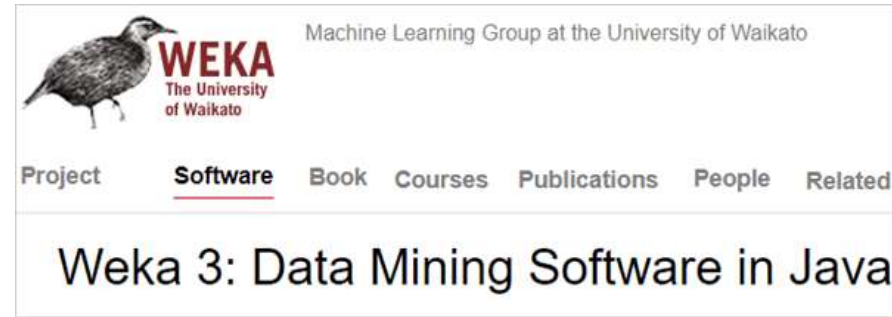 Machine Learning Group at the University of Waikato
WEKA
The University
of Waikato
Project Software Book Courses Publications People Related
Weka 3: Data Mining Software in Java